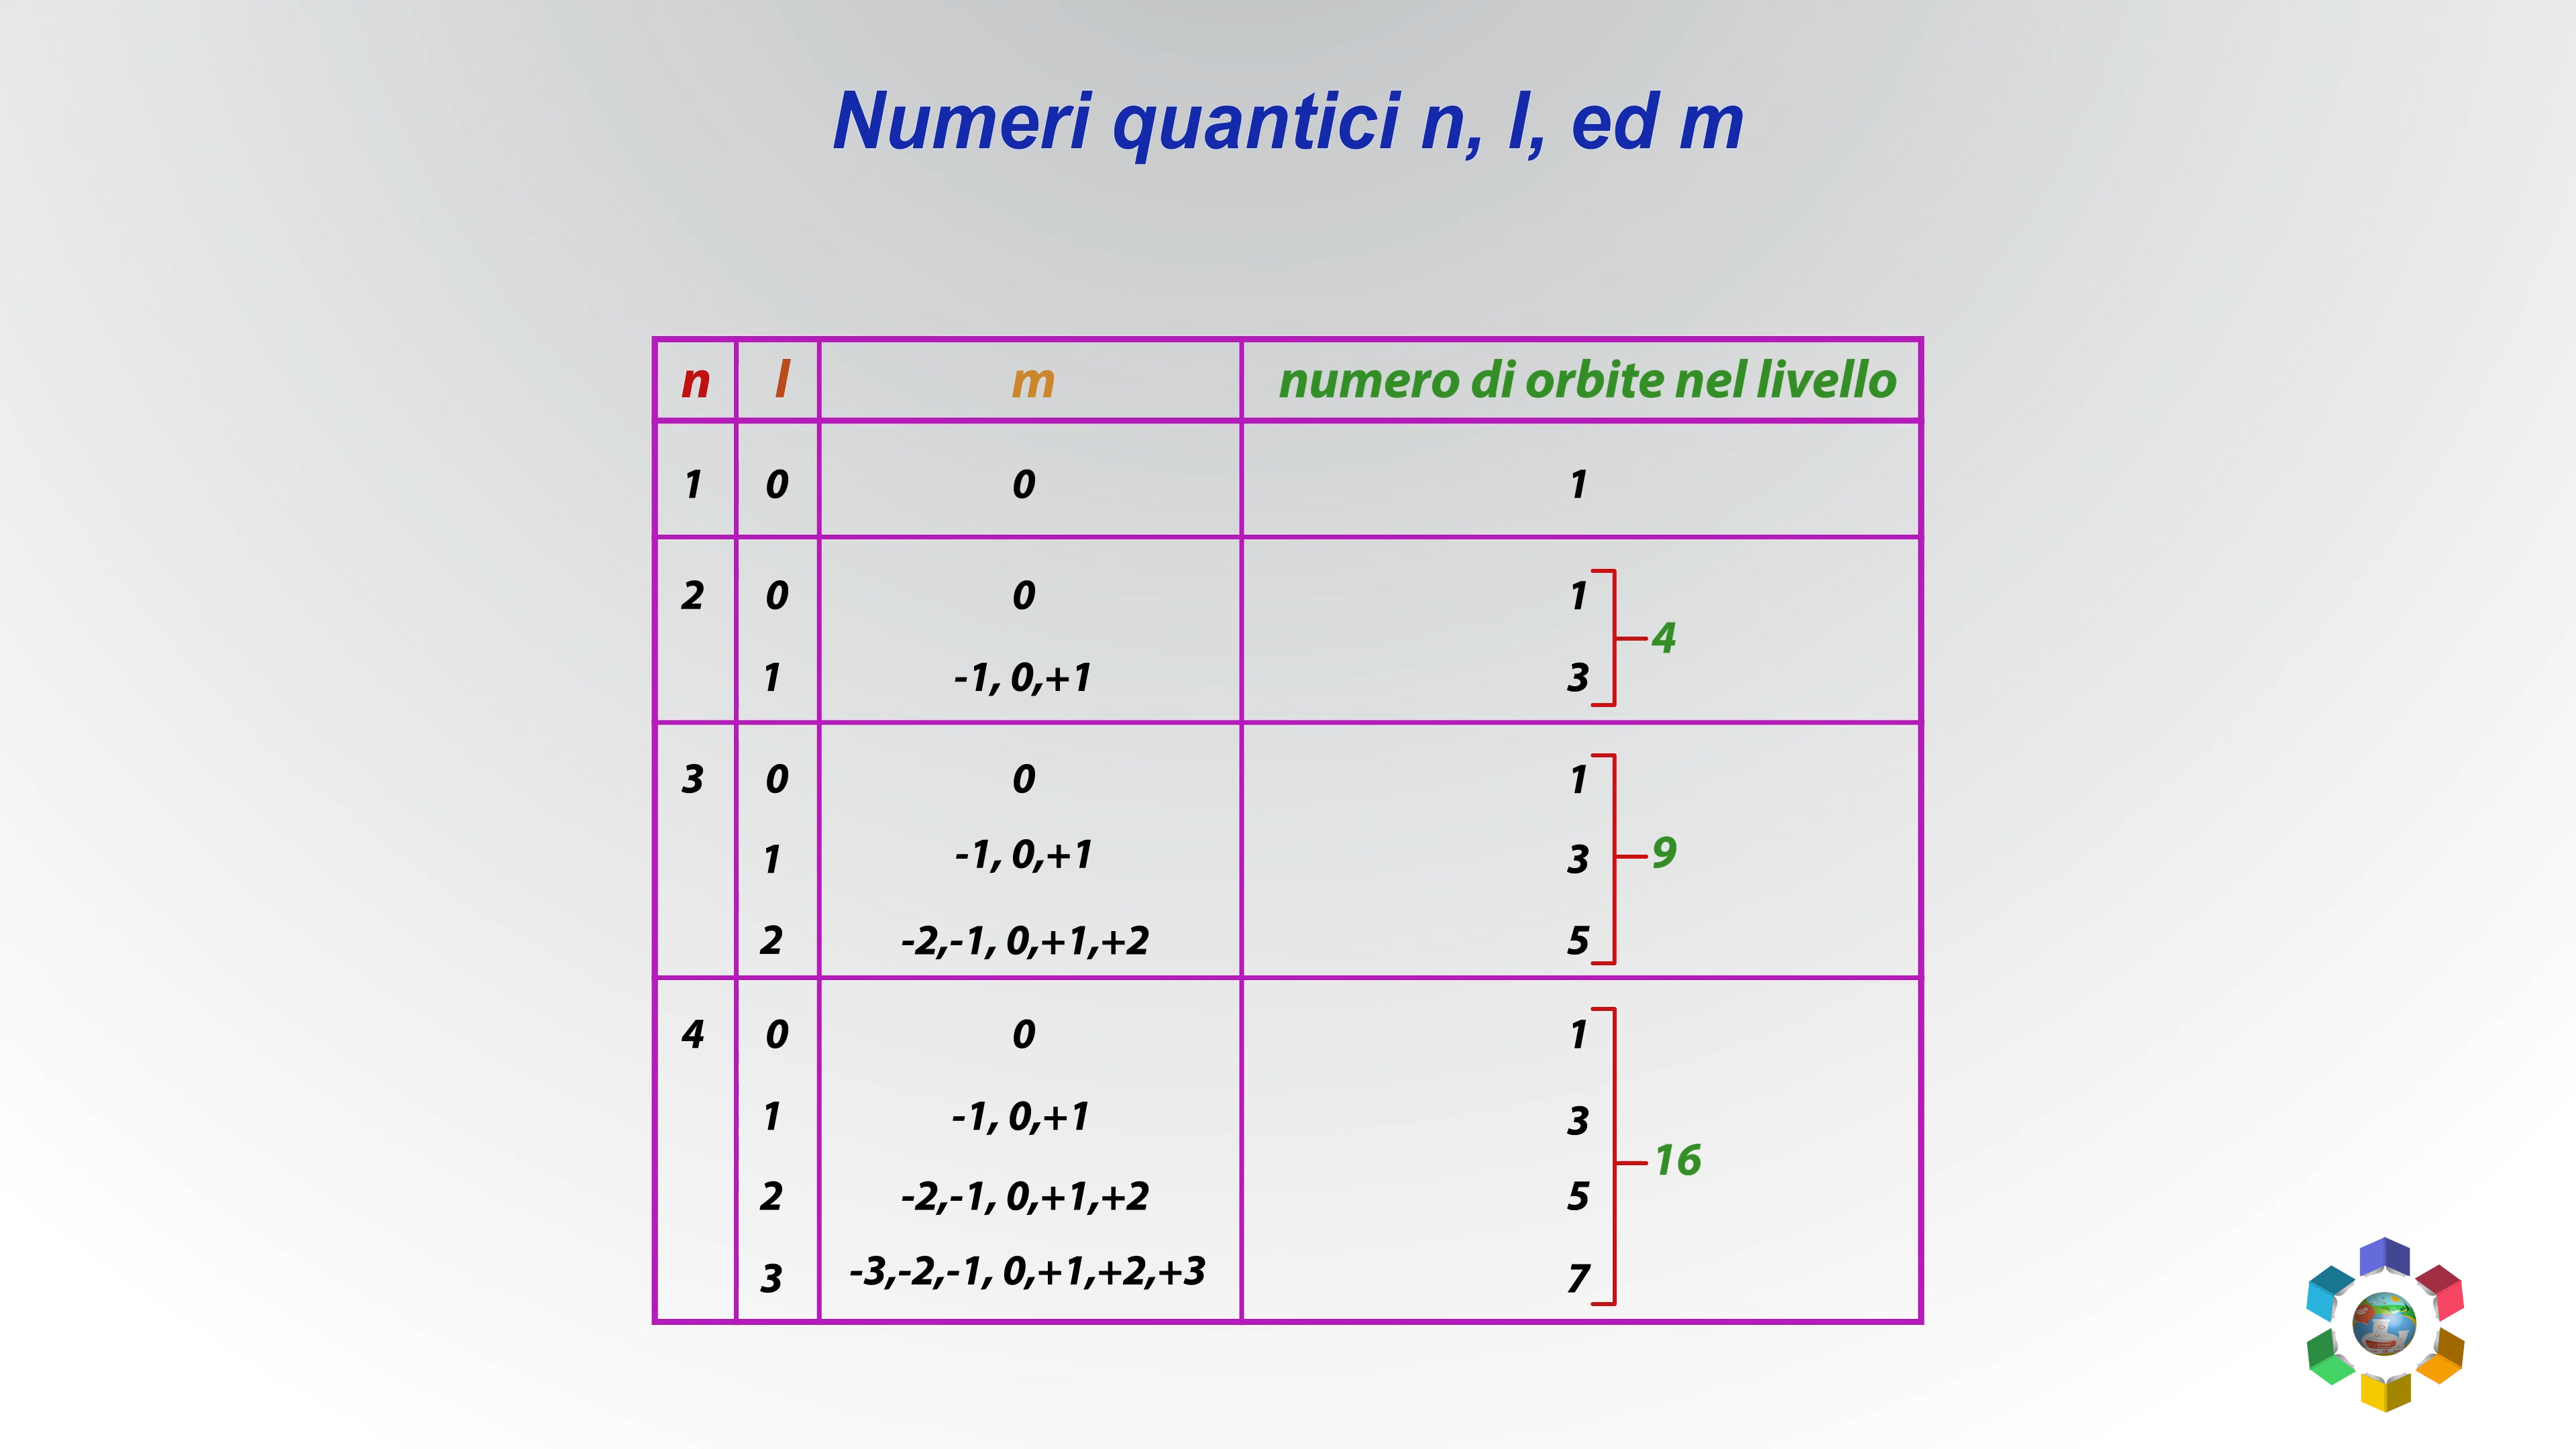 Numeri quantici n, l, ed m
n l m numero di orbite nel livello
1 0 0 1
2 0 0 1
4
1 -1, 0,+1 3
3 0 0 1
1 -1, 0,+1 3
9
2 -2,-1, 0,+1,+2 5
4 0 0 1
1 -1, 0,+1 3
16
2 -2,-1, 0,+1,+2 5
3 -3,-2,-1, 0,+1,+2,+3 7